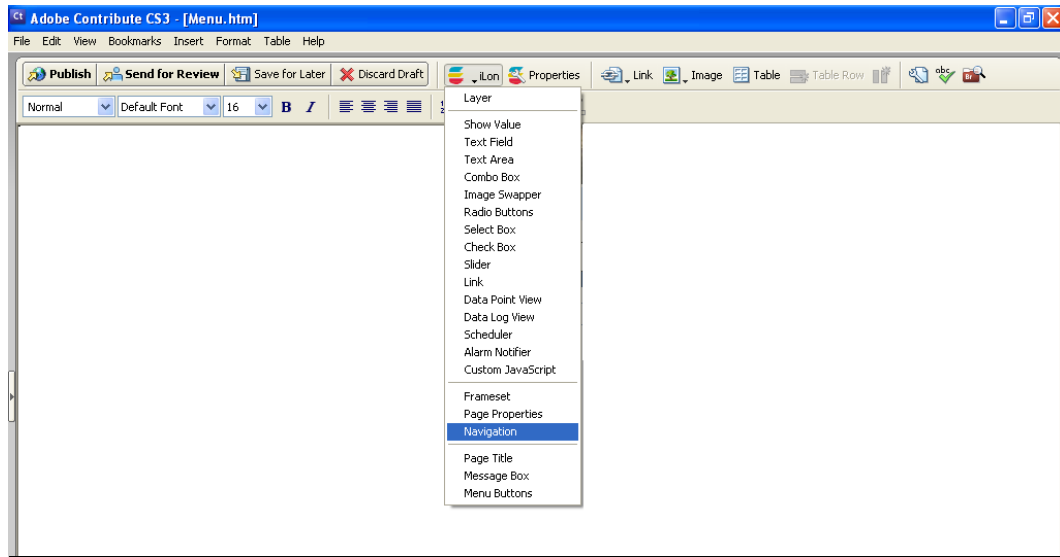 Ct Adobe Contribute CS3 - [Menu.htm]
File Edit View Bookmarks Insert Format Table Help
Publish Send for Review Save for Later Discard Draft iLon Properties Link Image Table Table Row abc Br
Normal Default Font 16 B I
Layer
Show Value
Text Field
Text Area
Combo Box
Image Swapper
Radio Buttons
Select Box
Check Box
Slider
Link
Data Point View
Data Log View
Scheduler
Alarm Notifier
Custom JavaScript
Frameset
Page Properties
Navigation
Page Title
Message Box
Menu Buttons